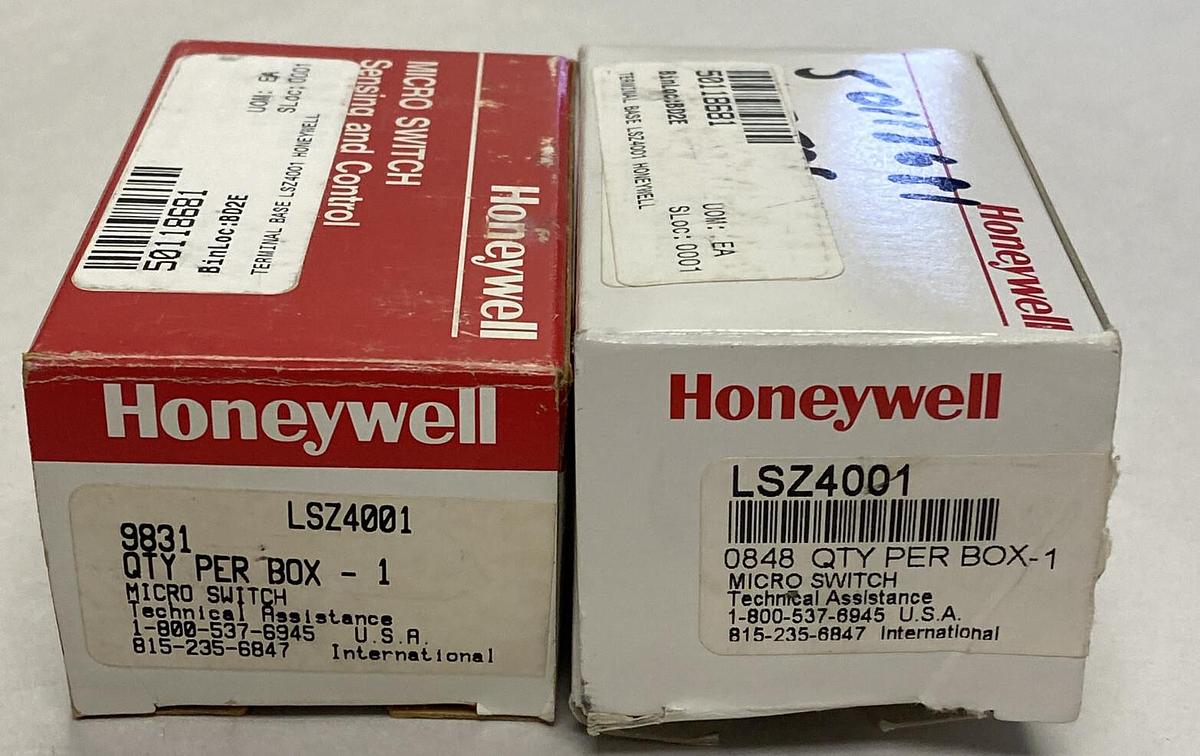 MICRO SWITCH
Sensing and Control
Honeywell
UOM: EA
SLoc:0001
50118681
BinLoc:BD2E
TERMINAL BASE LSZ4001 HONEYWELL
Honeywell
LSZ4001
9831
QTY PER BOX - 1
MICRO SWITCH
Technical Assistance
1-800-537-6945 U.S.A.
815-235-6847 International
50118681
BinLoc:BD2E
TERMINAL BASE LSZ4001 HONEYWELL
UOM: EA
SLoc: 0001
Honeywell
Honeywell
LSZ4001
0848 QTY PER BOX-1
MICRO SWITCH
Technical Assistance
1-800-537-6945 U.S.A.
815-235-6847 International